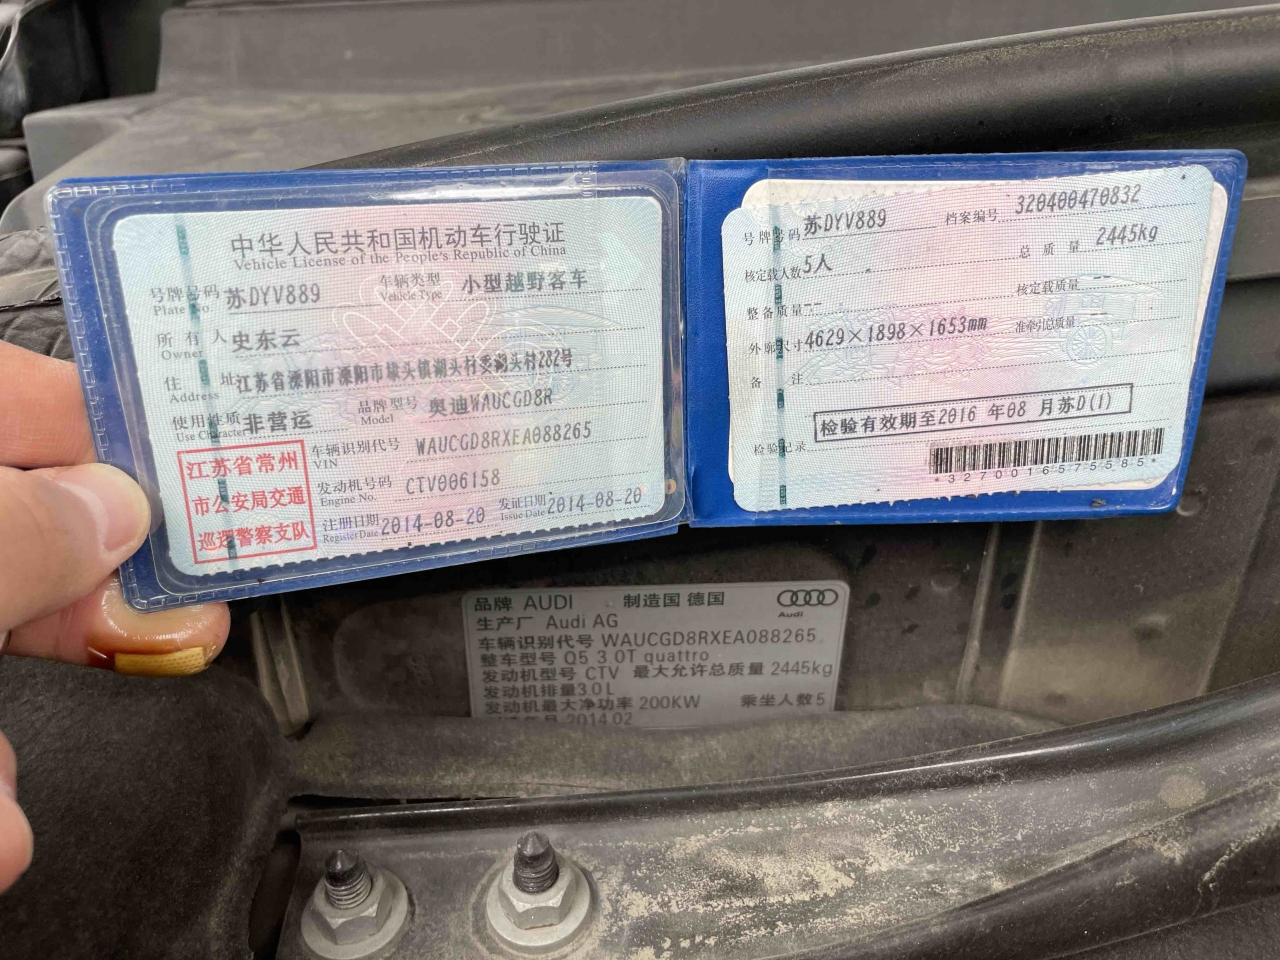 中华人民共和国机动车行驶证
Vehicle License of the People's Republic of China
号牌号码 苏DYV889 车辆类型 小型越野客车
Plate No. Vehicle Type
所有人 史东云
Owner
住址 江苏省溧阳市溧阳市埭头镇湖头村委湖头村282号
Address
使用性质 非营运 品牌型号 奥迪WAUCGD8R
Use Character Model
江苏省常州
市公安局交通
巡逻警察支队
车辆识别代号 WAUCGD8RXEA088265
VIN
发动机号码 CTV006158
Engine No.
注册日期 2014-08-20 发证日期 2014-08-20
Register Date Issue Date
号牌号码 苏DYV889 档案编号 320400470832
核定载人数 5人 总质量 2445kg
整备质量 -- 核定载质量 --
外廓尺寸 4629×1898×1653mm 准牵引总质量 --
备注
检验有效期至2016年08月苏D(1)
检验记录
*3270016575585*
品牌 AUDI 制造国 德国
Audi
生产厂 Audi AG
车辆识别代号 WAUCGD8RXEA088265
整车型号 Q5 3.0T quattro
发动机型号 CTV 最大允许总质量 2445kg
发动机排量3.0L
发动机最大净功率 200KW 乘坐人数5
年月 2014.02